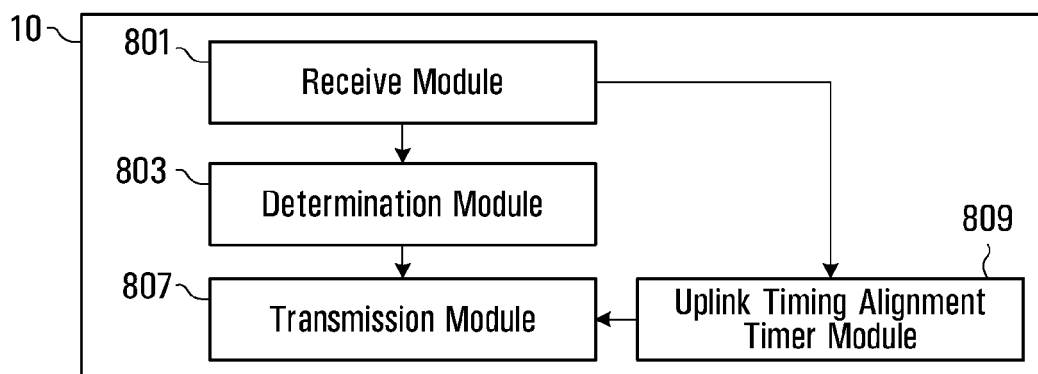 10
801
Receive Module
803
Determination Module
809
807
Transmission Module
Uplink Timing Alignment
Timer Module